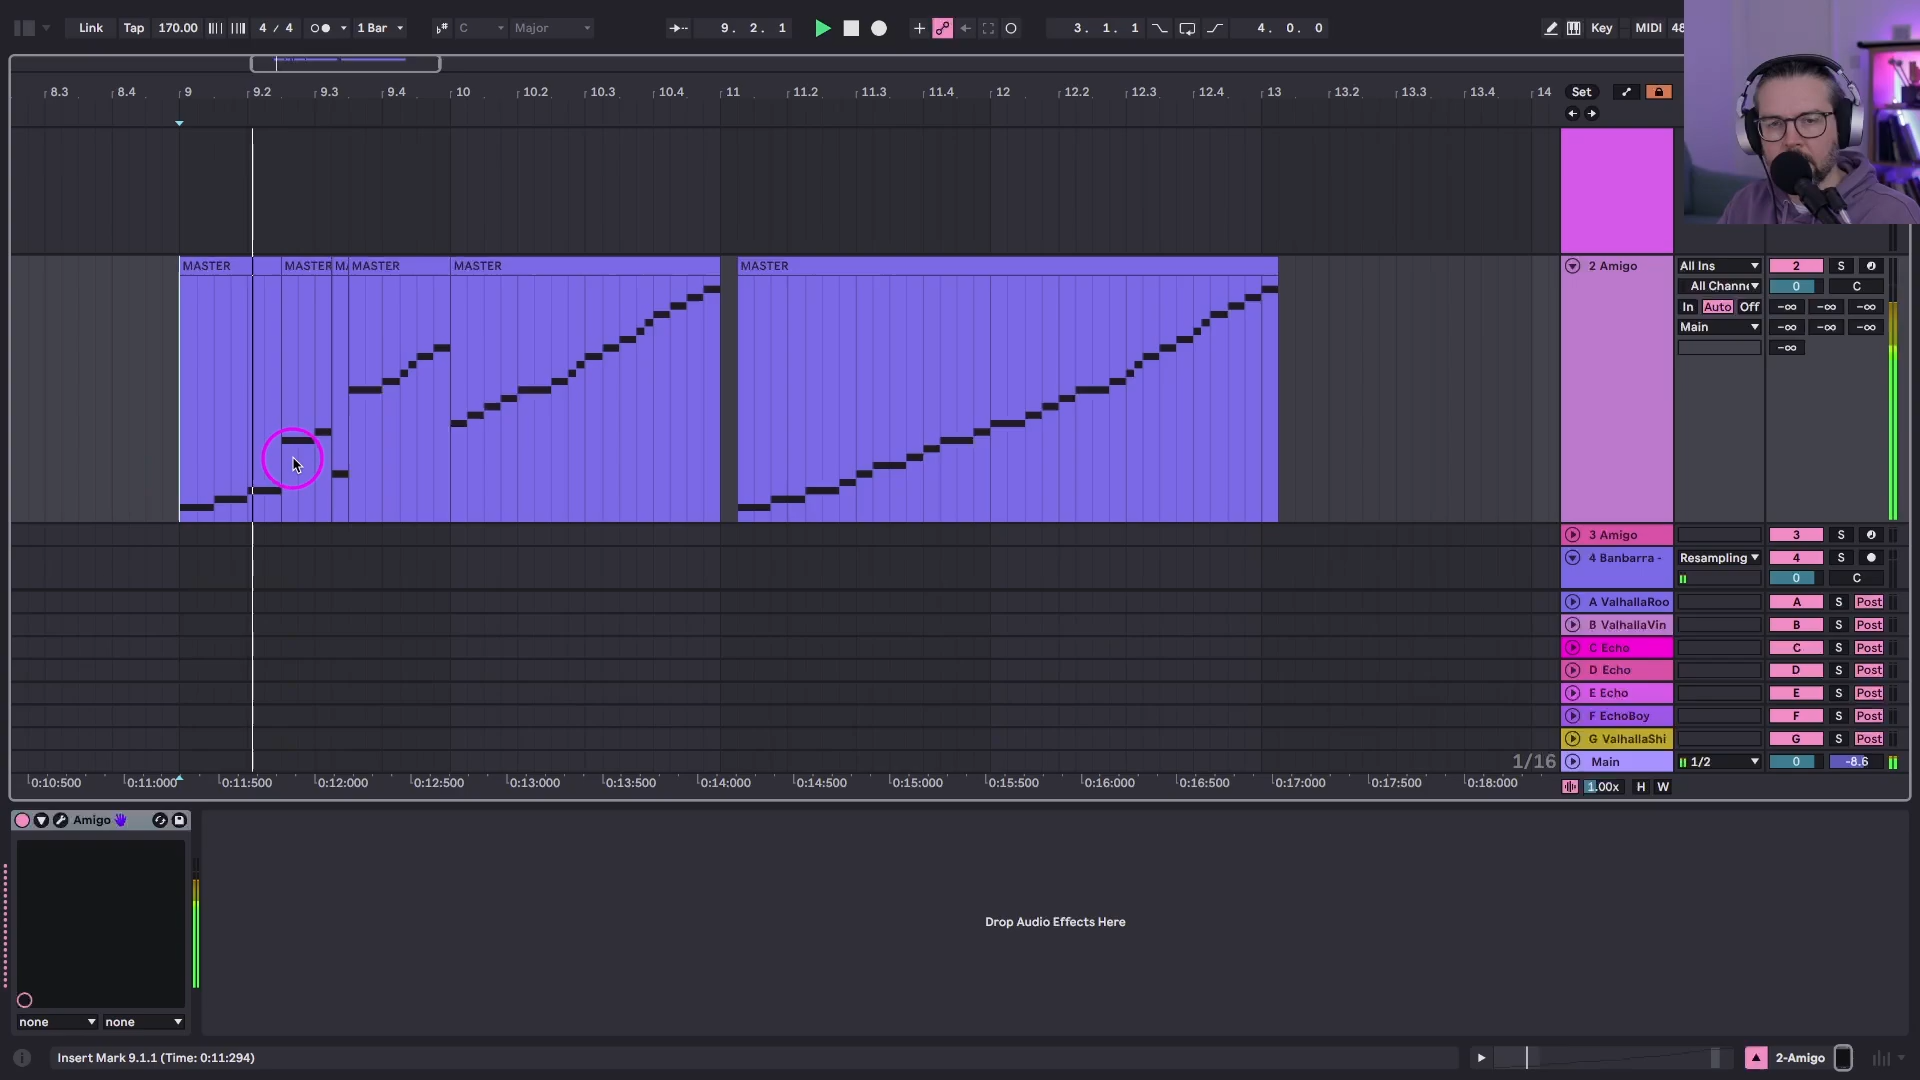 Link Tap 170.00 4 / 4 1 Bar C Major 9. 2. 1 3. 1. 1 4. 0. 0 Key MIDI 48
8.3 8.4 9 9.2 9.3 9.4 10 10.2 10.3 10.4 11 11.2 11.3 11.4 12 12.2 12.3 12.4 13 13.2 13.3 13.4 14 Set
MASTER MASTER MA MASTER MASTER MASTER 2 Amigo All Ins 2 S
All Channe 0 C
In Auto Off -∞ -∞ -∞
Main -∞ -∞ -∞
-∞
3 Amigo 3 S
4 Banbarra - Resampling 4 S
0 C
A ValhallaRoo A S Post
B ValhallaVin B S Post
C Echo C S Post
D Echo D S Post
E Echo E S Post
F EchoBoy F S Post
G ValhallaShi G S Post
1/16 Main 1/2 0 -8.6
0:10:500 0:11:000 0:11:500 0:12:000 0:12:500 0:13:000 0:13:500 0:14:000 0:14:500 0:15:000 0:15:500 0:16:000 0:16:500 0:17:000 0:17:500 0:18:000 1.00x H W
Amigo
Drop Audio Effects Here
none none
Insert Mark 9.1.1 (Time: 0:11:294) 2-Amigo